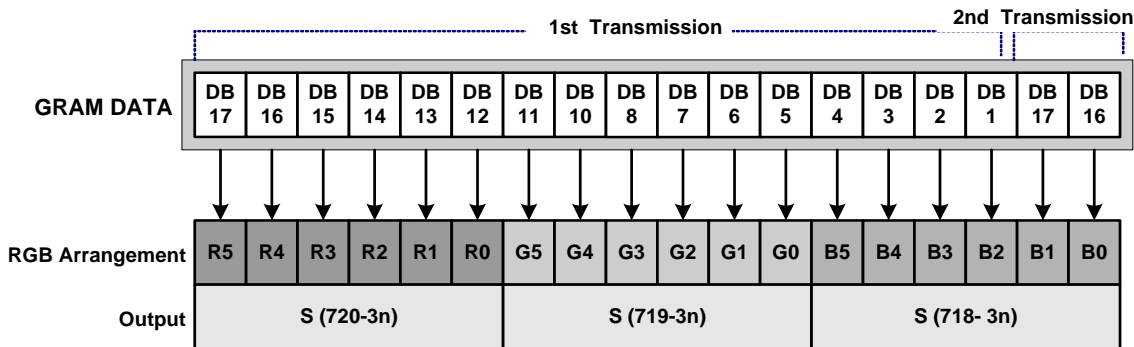 1st Transmission
2nd Transmission
GRAM DATA
DB 17 DB 16 DB 15 DB 14 DB 13 DB 12 DB 11 DB 10 DB 8 DB 7 DB 6 DB 5 DB 4 DB 3 DB 2 DB 1 DB 17 DB 16
RGB Arrangement R5 R4 R3 R2 R1 R0 G5 G4 G3 G2 G1 G0 B5 B4 B3 B2 B1 B0
Output S (720-3n) S (719-3n) S (718- 3n)